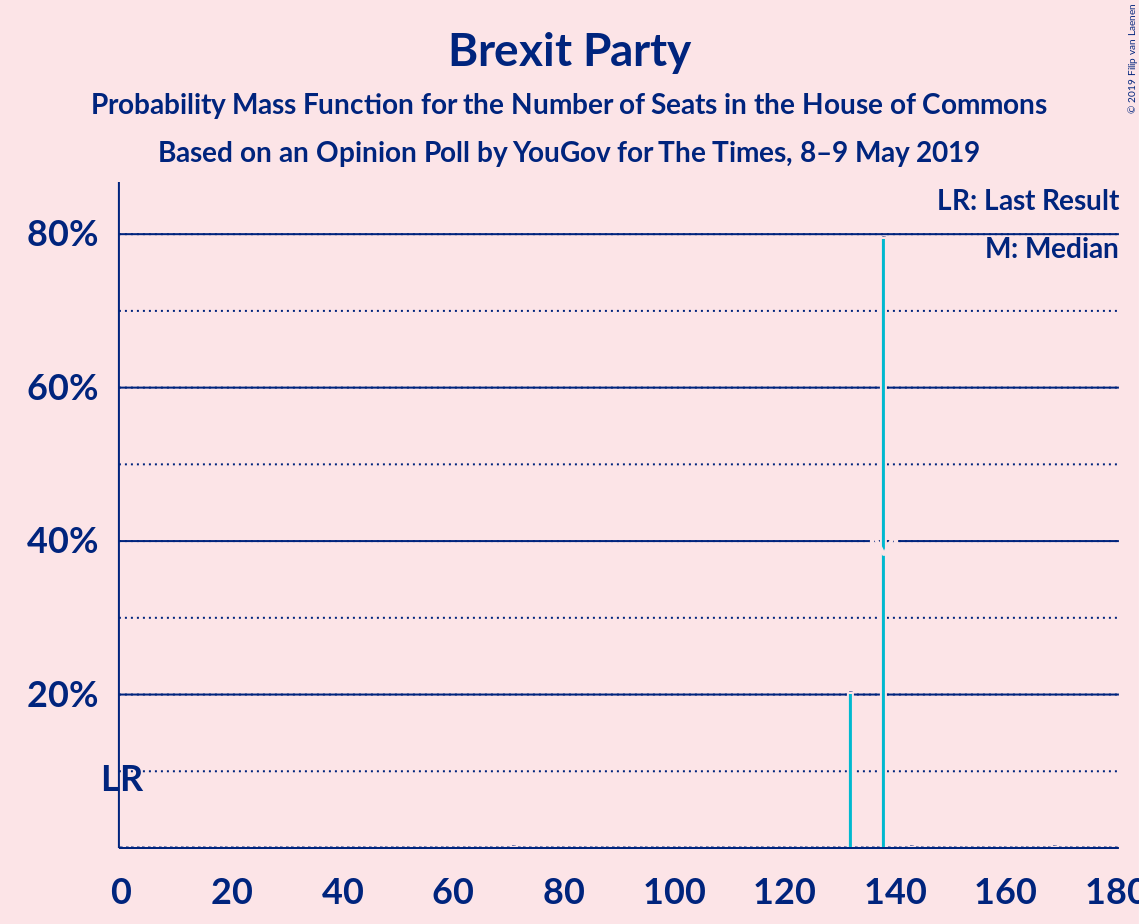 Brexit Party
Probability Mass Function for the Number of Seats in the House of Commons
Based on an Opinion Poll by YouGov for The Times, 8–9 May 2019
© 2019 Filip van Laenen
LR: Last Result
M: Median
80%
60%
40%
20%
LR
0 20 40 60 80 100 120 140 160 180